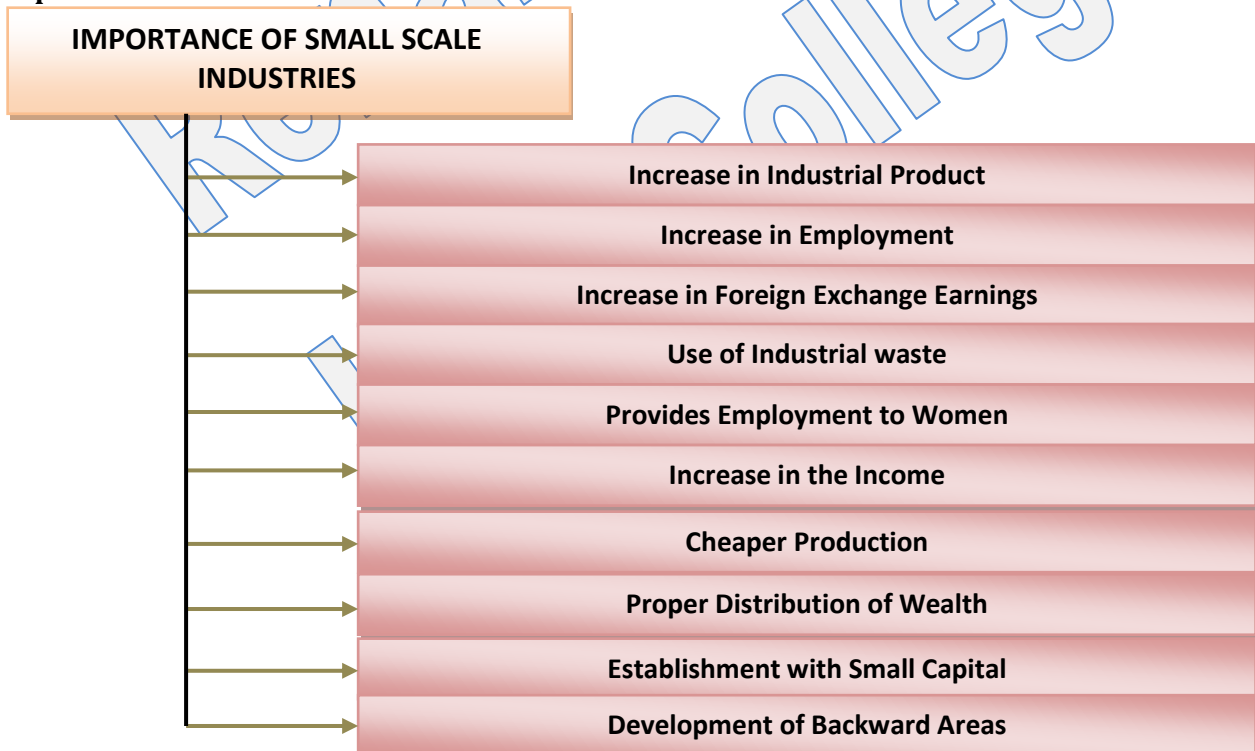 IMPORTANCE OF SMALL SCALE
INDUSTRIES
Increase in Industrial Product
Increase in Employment
Increase in Foreign Exchange Earnings
Use of Industrial waste
Provides Employment to Women
Increase in the Income
Cheaper Production
Proper Distribution of Wealth
Establishment with Small Capital
Development of Backward Areas